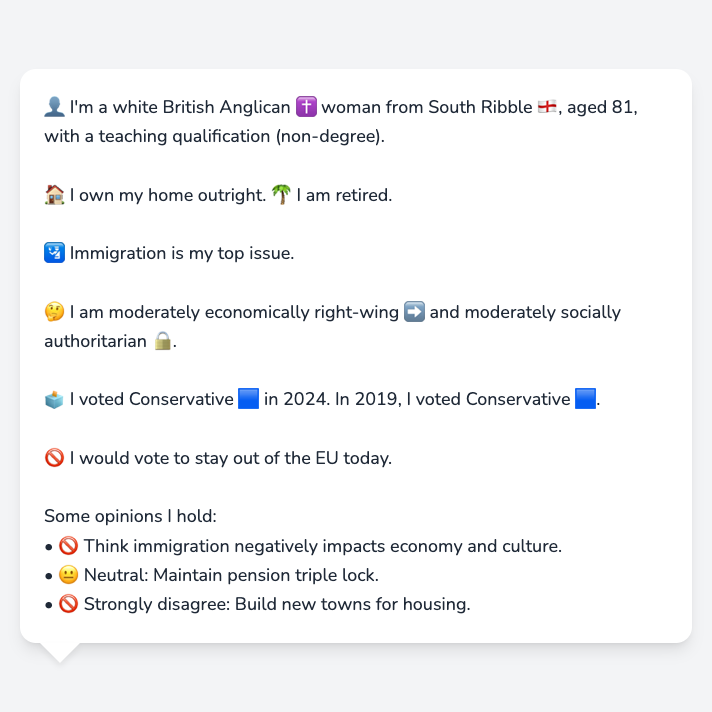 👤 I'm a white British Anglican ✝️ woman from South Ribble 🏴󠁧󠁢󠁥󠁮󠁧󠁿, aged 81,
with a teaching qualification (non-degree).
🏠 I own my home outright. 🌴 I am retired.
🛂 Immigration is my top issue.
🤔 I am moderately economically right-wing ➡️ and moderately socially
authoritarian 🔒.
🗳️ I voted Conservative 🟦 in 2024. In 2019, I voted Conservative 🟦.
🚫 I would vote to stay out of the EU today.
Some opinions I hold:
• 🚫 Think immigration negatively impacts economy and culture.
• 😐 Neutral: Maintain pension triple lock.
• 🚫 Strongly disagree: Build new towns for housing.